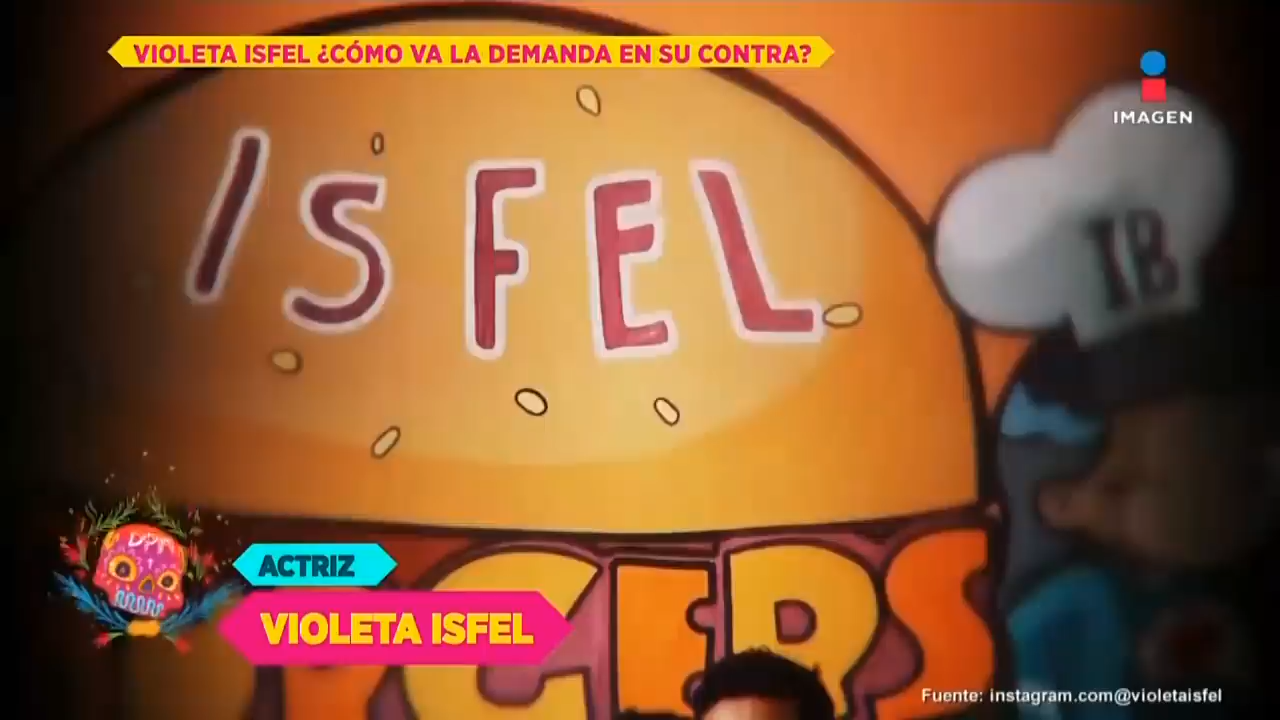 VIOLETA ISFEL ¿CÓMO VA LA DEMANDA EN SU CONTRA?
IMAGEN
ISFEL
IB
DPM
ACTRIZ
VIOLETA ISFEL
Fuente: instagram.com@violetaisfel